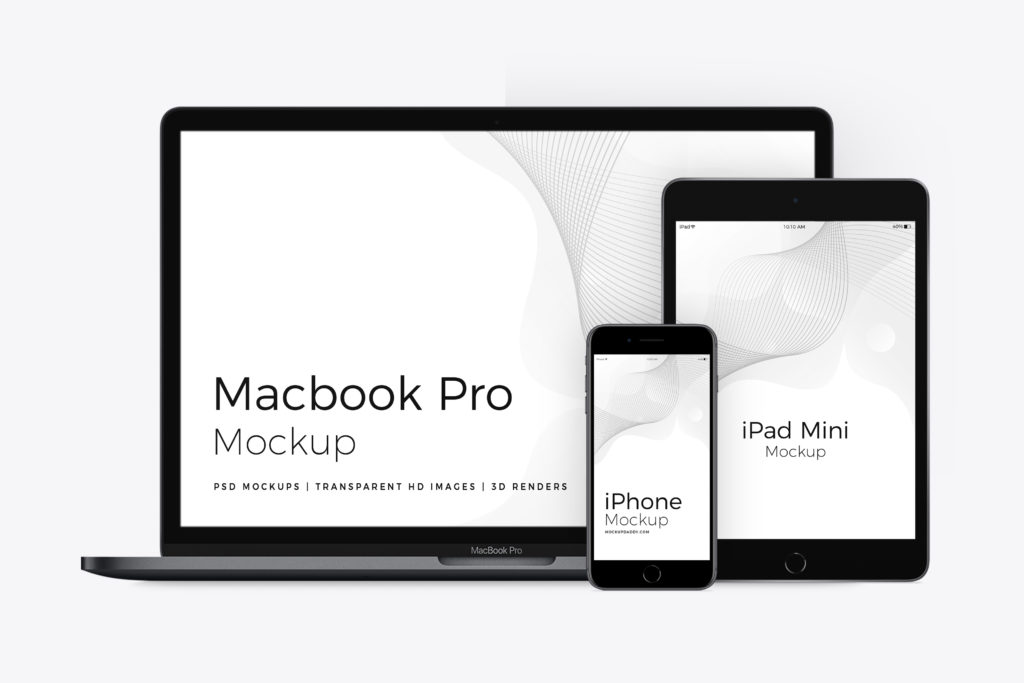 Macbook Pro
Mockup
PSD MOCKUPS | TRANSPARENT HD IMAGES | 3D RENDERS
MacBook Pro
iPhone
Mockup
MOCKUPDADDY.COM
iPad
10:10 AM
60%
iPad Mini
Mockup